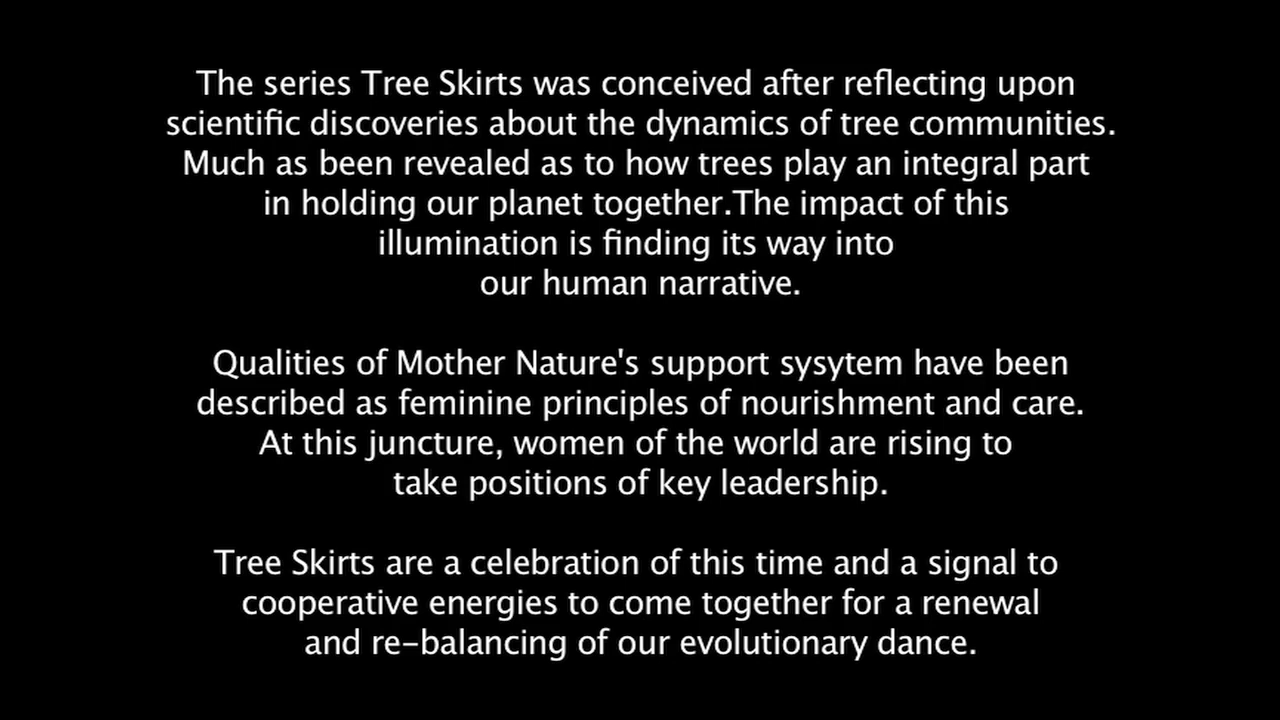 The series Tree Skirts was conceived after reflecting upon
scientific discoveries about the dynamics of tree communities.
Much as been revealed as to how trees play an integral part
in holding our planet together.The impact of this
illumination is finding its way into
our human narrative.
Qualities of Mother Nature's support sysytem have been
described as feminine principles of nourishment and care.
At this juncture, women of the world are rising to
take positions of key leadership.
Tree Skirts are a celebration of this time and a signal to
cooperative energies to come together for a renewal
and re-balancing of our evolutionary dance.